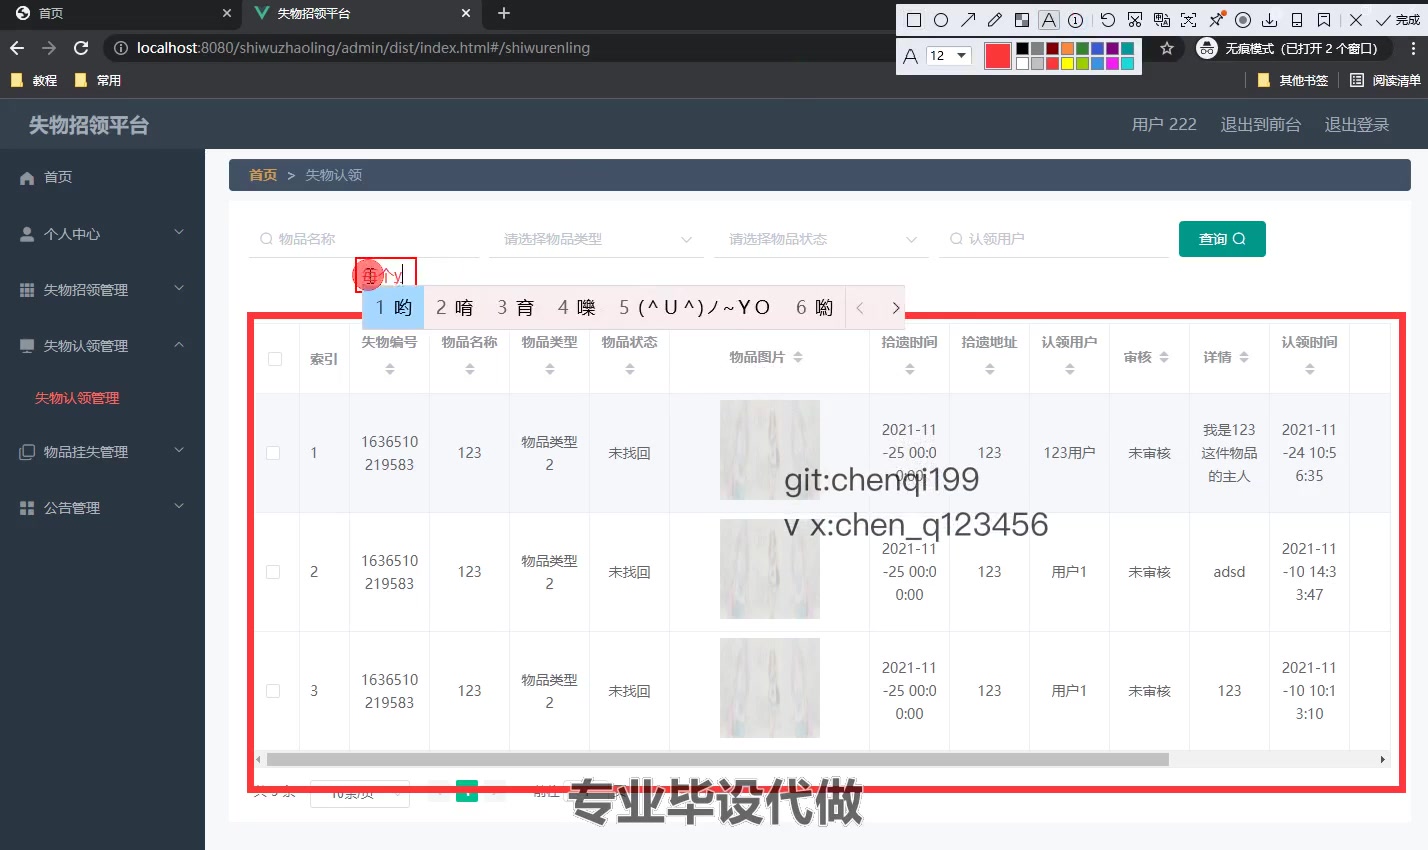 首页
失物招领平台
12
完成
localhost:8080/shiwuzhaoling/admin/dist/index.html#/shiwurenling
无痕模式（已打开 2 个窗口）
教程
常用
其他书签
阅读清单
失物招领平台
用户 222
退出到前台
退出登录
首页
个人中心
失物招领管理
失物认领管理
失物认领管理
物品挂失管理
公告管理
首页 > 失物认领
物品名称
请选择物品类型
请选择物品状态
认领用户
查询
每个y
1 哟 2 唷 3 育 4 嚛 5 (^U^)ノ~YO 6 喲
索引 失物编号 物品名称 物品类型 物品状态 物品图片 拾遗时间 拾遗地址 认领用户 审核 详情 认领时间
1 1636510219583 123 物品类型2 未找回 2021-11-25 00:00:00 123 123用户 未审核 我是123这件物品的主人 2021-11-24 10:56:35
git:chenqi199
v x:chen_q123456
2 1636510219583 123 物品类型2 未找回 2021-11-25 00:00:00 123 用户1 未审核 adsd 2021-11-10 14:33:47
3 1636510219583 123 物品类型2 未找回 2021-11-25 00:00:00 123 用户1 未审核 123 2021-11-10 10:13:10
共 3 条
10条/页
1
前往
专业毕设代做